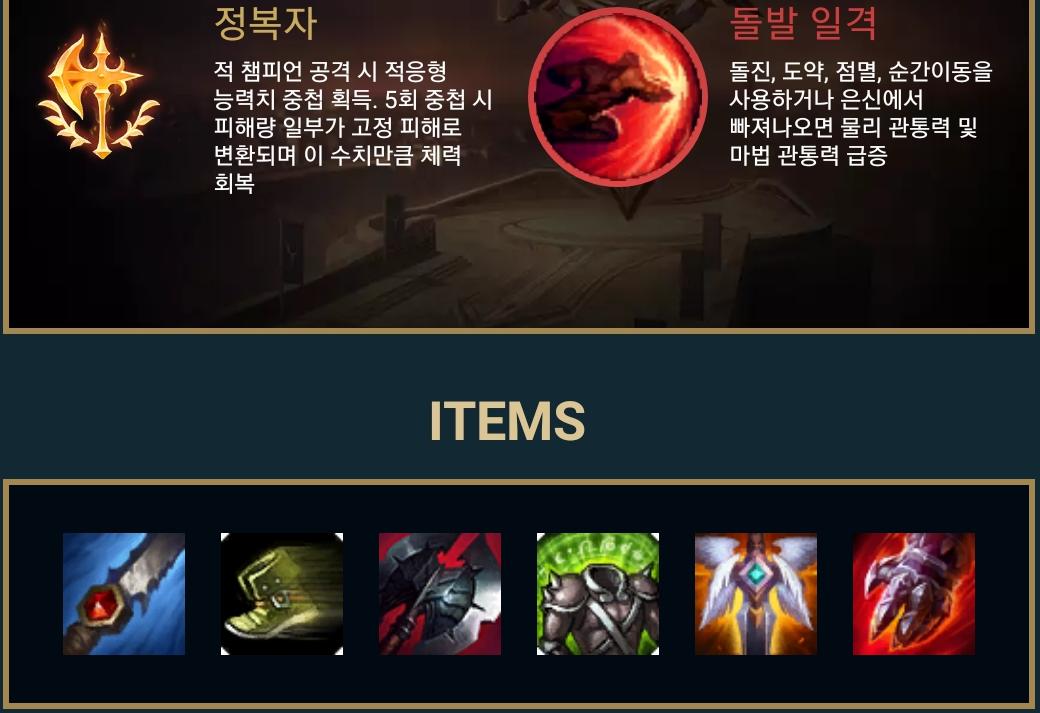 정복자
적 챔피언 공격 시 적응형
능력치 중첩 획득. 5회 중첩 시
피해량 일부가 고정 피해로
변환되며 이 수치만큼 체력
회복
돌발 일격
돌진, 도약, 점멸, 순간이동을
사용하거나 은신에서
빠져나오면 물리 관통력 및
마법 관통력 급증
ITEMS